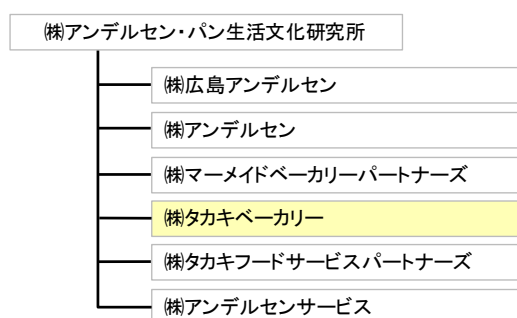 ㈱アンデルセン・パン生活文化研究所
㈱広島アンデルセン
㈱アンデルセン
㈱マーメイドベーカリーパートナーズ
㈱タカキベーカリー
㈱タカキフードサービスパートナーズ
㈱アンデルセンサービス